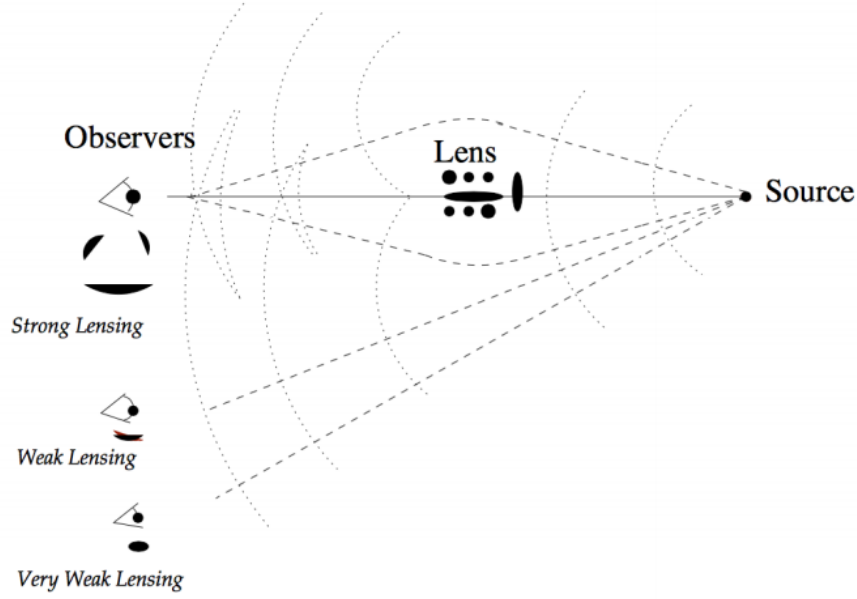 Observers
Lens
Source
Strong Lensing
Weak Lensing
Very Weak Lensing